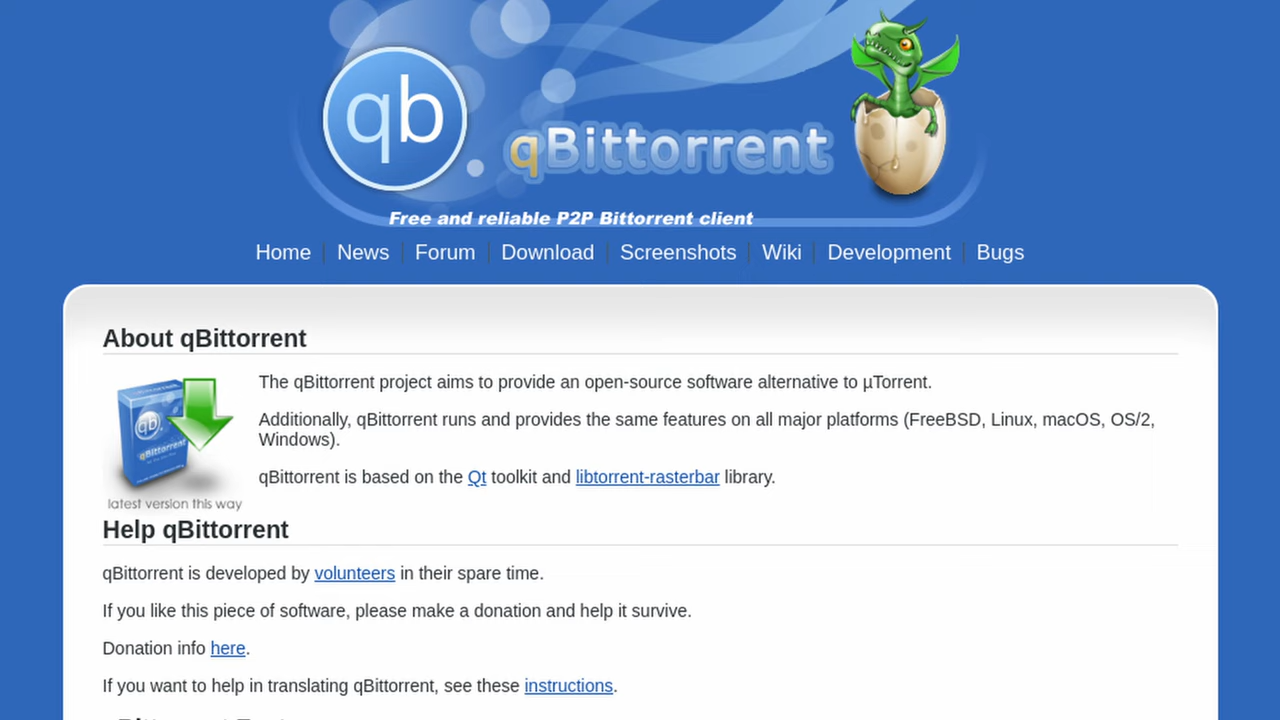 qb
qBittorrent
Free and reliable P2P Bittorrent client
Home News Forum Download Screenshots Wiki Development Bugs
About qBittorrent
The qBittorrent project aims to provide an open-source software alternative to µTorrent.
Additionally, qBittorrent runs and provides the same features on all major platforms (FreeBSD, Linux, macOS, OS/2,
Windows).
qBittorrent is based on the Qt toolkit and libtorrent-rasterbar library.
qb
qBittorrent
latest version this way
Help qBittorrent
qBittorrent is developed by volunteers in their spare time.
If you like this piece of software, please make a donation and help it survive.
Donation info here.
If you want to help in translating qBittorrent, see these instructions.